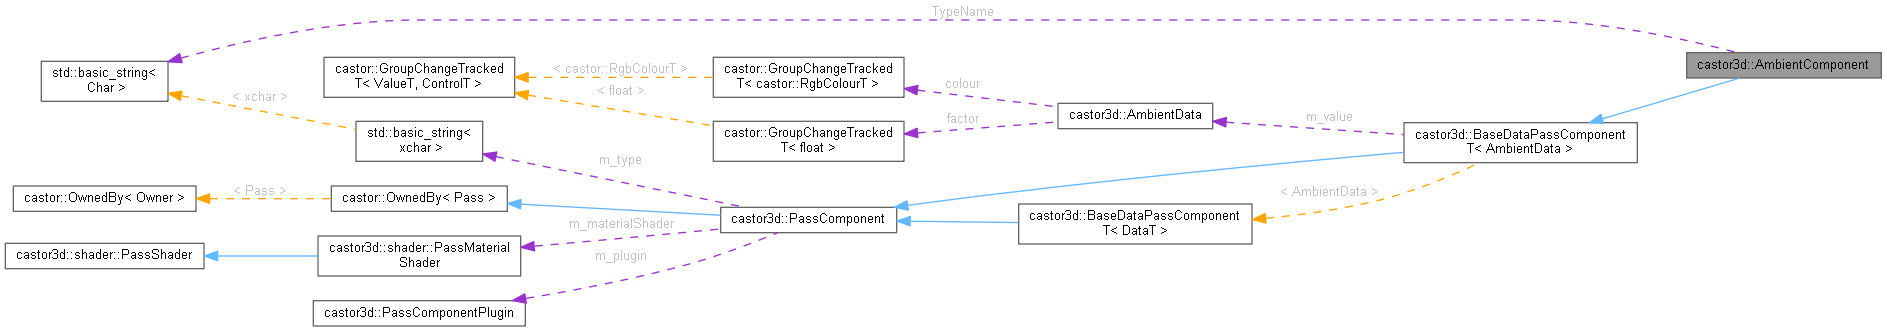 TypeName
std::basic_string<
Char >
castor::GroupChangeTracked
T< ValueT, ControlT >
< castor::RgbColourT >
castor::GroupChangeTracked
T< castor::RgbColourT >
castor3d::AmbientComponent
< xchar >
< float >
colour
std::basic_string<
xchar >
castor::GroupChangeTracked
T< float >
factor
castor3d::AmbientData
m_value
castor3d::BaseDataPassComponent
T< AmbientData >
m_type
castor::OwnedBy< Owner >
< Pass >
castor::OwnedBy< Pass >
< AmbientData >
castor3d::PassComponent
castor3d::BaseDataPassComponent
T< DataT >
m_materialShader
castor3d::shader::PassShader
castor3d::shader::PassMaterial
Shader
m_plugin
castor3d::PassComponentPlugin